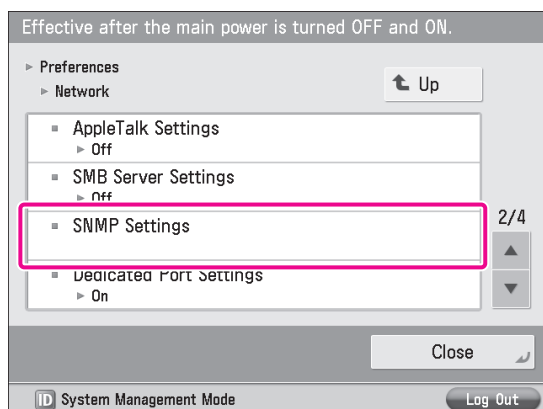 Effective after the main power is turned OFF and ON.
Preferences
Network
Up
AppleTalk Settings
Off
SMB Server Settings
Off
SNMP Settings
2/4
Dedicated Port Settings
On
Close
ID System Management Mode
Log Out